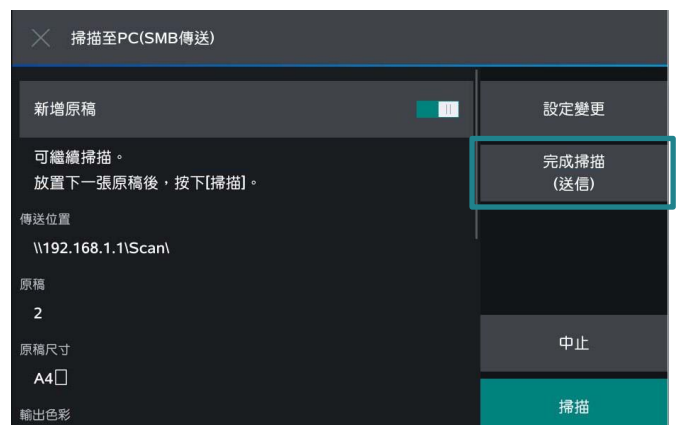 掃描至PC(SMB傳送)
新增原稿
可繼續掃描。
放置下一張原稿後，按下[掃描]。
傳送位置
\\192.168.1.1\Scan\
原稿
2
原稿尺寸
A4
輸出色彩
設定變更
完成掃描
(送信)
中止
掃描